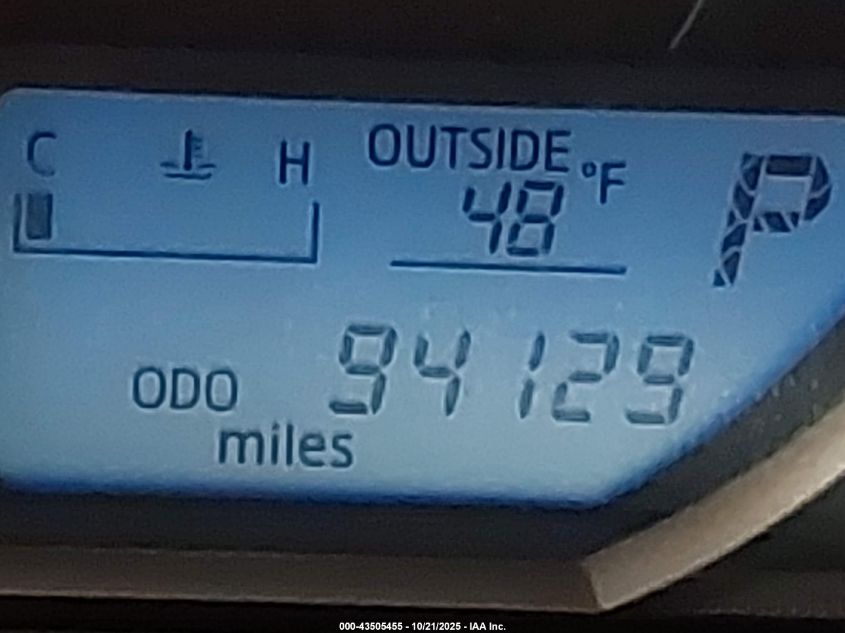 C H
OUTSIDE
48 °F
P
ODO 94129
miles
000-43505455 - 10/21/2025 - IAA Inc.